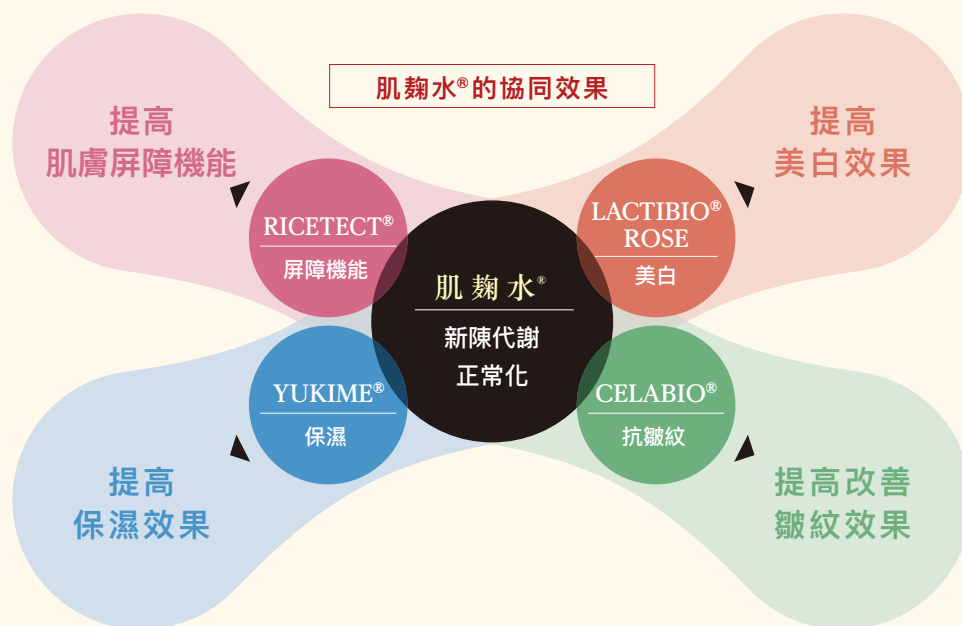 肌麹水®的協同效果
提高
肌膚屏障機能
提高
美白效果
RICETECT®
屏障機能
LACTIBIO®
ROSE
美白
肌麹水®
新陳代謝
正常化
YUKIME®
保濕
CELABIO®
抗皺紋
提高
保濕效果
提高改善
皺紋效果